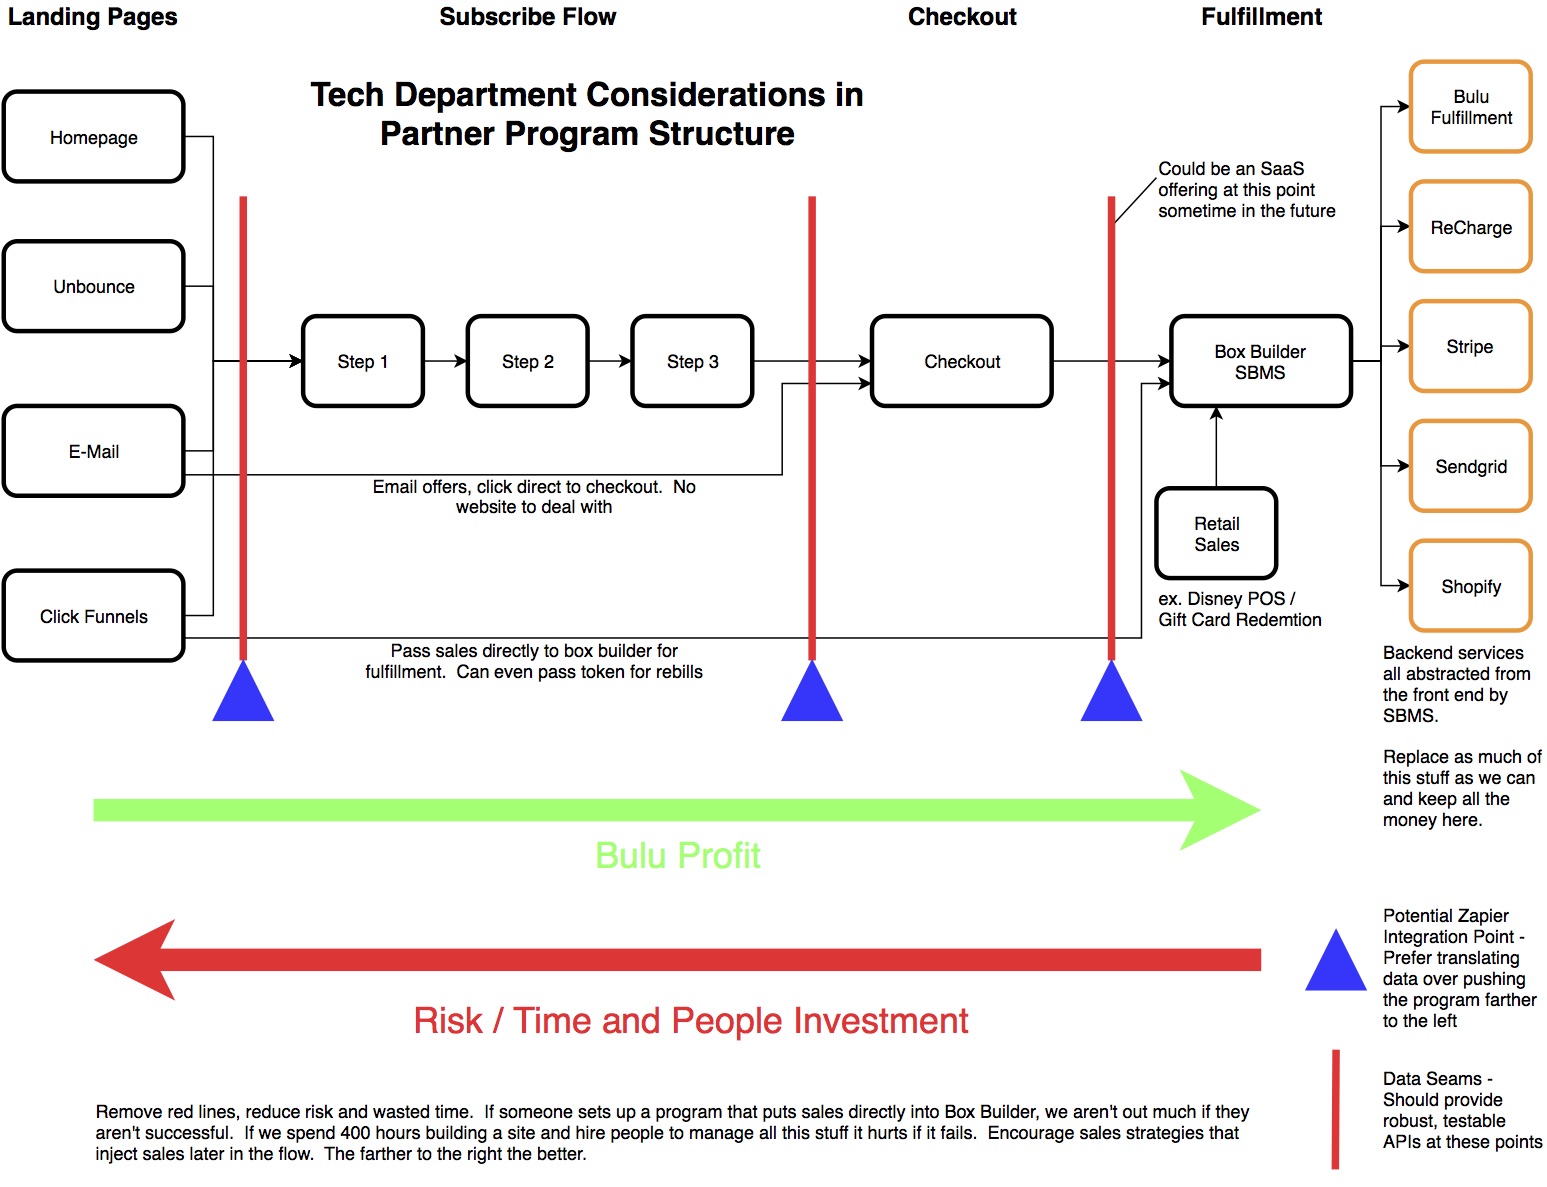 Landing Pages
Subscribe Flow
Checkout
Fulfillment
Tech Department Considerations in
Partner Program Structure
Homepage
Unbounce
E-Mail
Click Funnels
Step 1
Step 2
Step 3
Checkout
Could be an SaaS
offering at this point
sometime in the future
Box Builder
SBMS
Retail
Sales
ex. Disney POS /
Gift Card Redemtion
Email offers, click direct to checkout.  No
website to deal with
Pass sales directly to box builder for
fulfillment.  Can even pass token for rebills
Bulu
Fulfillment
ReCharge
Stripe
Sendgrid
Shopify
Backend services
all abstracted from
the front end by
SBMS.
Replace as much of
this stuff as we can
and keep all the
money here.
Bulu Profit
Risk / Time and People Investment
Potential Zapier
Integration Point -
Prefer translating
data over pushing
the program farther
to the left
Data Seams -
Should provide
robust, testable
APIs at these points
Remove red lines, reduce risk and wasted time.  If someone sets up a program that puts sales directly into Box Builder, we aren't out much if they
aren't successful.  If we spend 400 hours building a site and hire people to manage all this stuff it hurts if it fails.  Encourage sales strategies that
inject sales later in the flow.  The farther to the right the better.